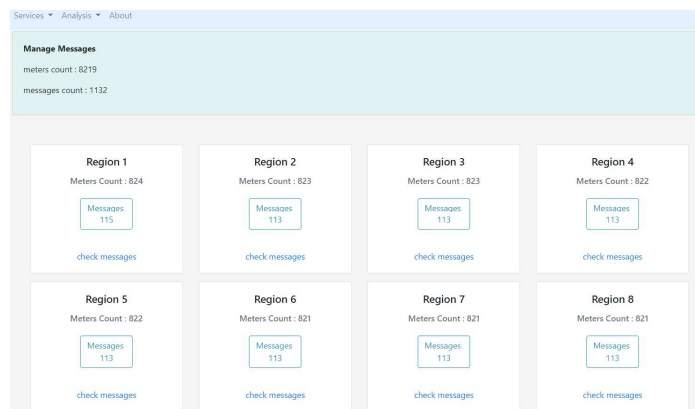 Services Analysis About
Manage Messages
meters count : 8219
messages count : 1132
Region 1
Meters Count : 824
Messages
115
check messages
Region 2
Meters Count : 823
Messages
113
check messages
Region 3
Meters Count : 823
Messages
113
check messages
Region 4
Meters Count : 822
Messages
113
check messages
Region 5
Meters Count : 822
Messages
113
check messages
Region 6
Meters Count : 821
Messages
113
check messages
Region 7
Meters Count : 821
Messages
113
check messages
Region 8
Meters Count : 821
Messages
113
check messages